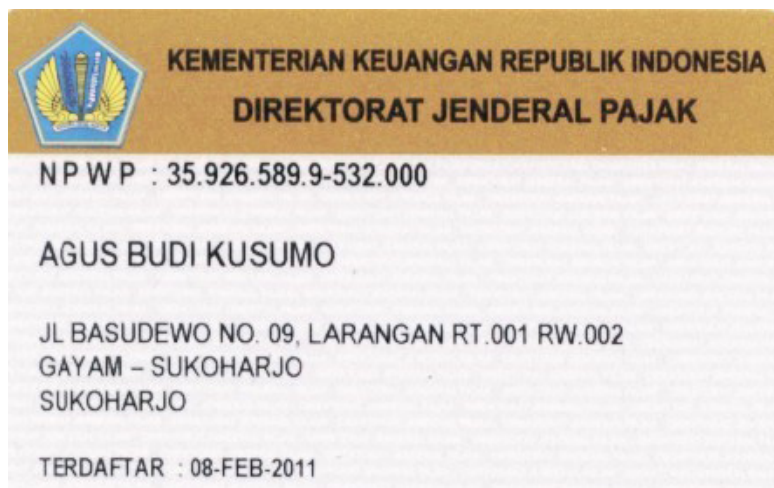 KEMENTERIAN KEUANGAN REPUBLIK INDONESIA
DIREKTORAT JENDERAL PAJAK
N P W P : 35.926.589.9-532.000
AGUS BUDI KUSUMO
JL BASUDEWO NO. 09, LARANGAN RT.001 RW.002
GAYAM – SUKOHARJO
SUKOHARJO
TERDAFTAR : 08-FEB-2011